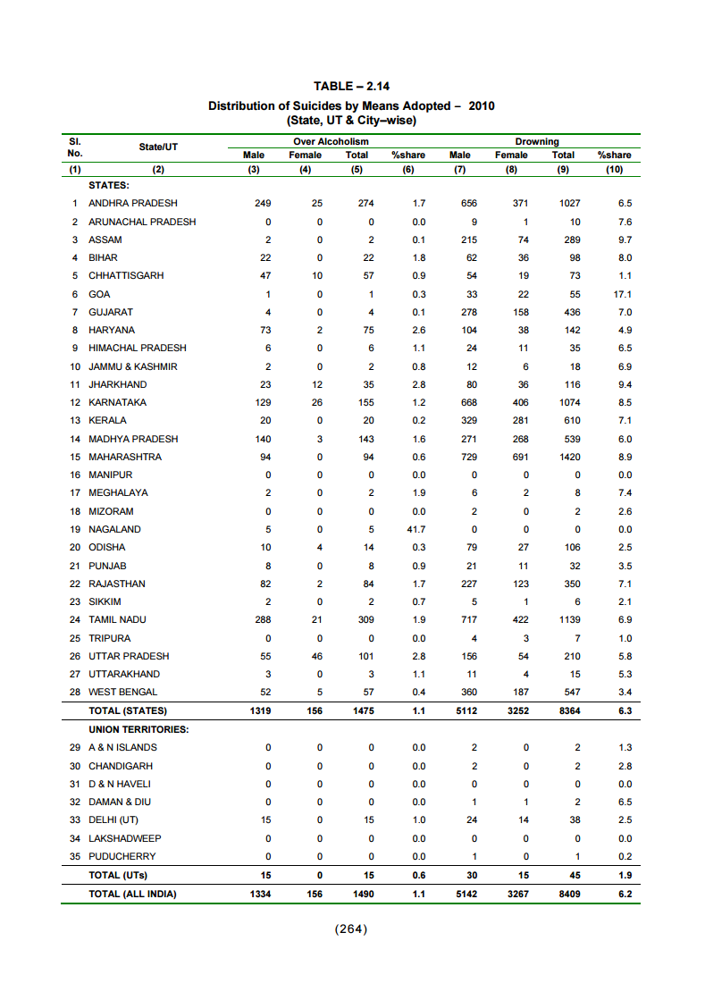 TABLE – 2.14
Distribution of Suicides by Means Adopted – 2010
(State, UT & City–wise)
Sl. No. State/UT Over Alcoholism Drowning
Male Female Total %share Male Female Total %share
(1) (2) (3) (4) (5) (6) (7) (8) (9) (10)
STATES:
1 ANDHRA PRADESH 249 25 274 1.7 656 371 1027 6.5
2 ARUNACHAL PRADESH 0 0 0 0.0 9 1 10 7.6
3 ASSAM 2 0 2 0.1 215 74 289 9.7
4 BIHAR 22 0 22 1.8 62 36 98 8.0
5 CHHATTISGARH 47 10 57 0.9 54 19 73 1.1
6 GOA 1 0 1 0.3 33 22 55 17.1
7 GUJARAT 4 0 4 0.1 278 158 436 7.0
8 HARYANA 73 2 75 2.6 104 38 142 4.9
9 HIMACHAL PRADESH 6 0 6 1.1 24 11 35 6.5
10 JAMMU & KASHMIR 2 0 2 0.8 12 6 18 6.9
11 JHARKHAND 23 12 35 2.8 80 36 116 9.4
12 KARNATAKA 129 26 155 1.2 668 406 1074 8.5
13 KERALA 20 0 20 0.2 329 281 610 7.1
14 MADHYA PRADESH 140 3 143 1.6 271 268 539 6.0
15 MAHARASHTRA 94 0 94 0.6 729 691 1420 8.9
16 MANIPUR 0 0 0 0.0 0 0 0 0.0
17 MEGHALAYA 2 0 2 1.9 6 2 8 7.4
18 MIZORAM 0 0 0 0.0 2 0 2 2.6
19 NAGALAND 5 0 5 41.7 0 0 0 0.0
20 ODISHA 10 4 14 0.3 79 27 106 2.5
21 PUNJAB 8 0 8 0.9 21 11 32 3.5
22 RAJASTHAN 82 2 84 1.7 227 123 350 7.1
23 SIKKIM 2 0 2 0.7 5 1 6 2.1
24 TAMIL NADU 288 21 309 1.9 717 422 1139 6.9
25 TRIPURA 0 0 0 0.0 4 3 7 1.0
26 UTTAR PRADESH 55 46 101 2.8 156 54 210 5.8
27 UTTARAKHAND 3 0 3 1.1 11 4 15 5.3
28 WEST BENGAL 52 5 57 0.4 360 187 547 3.4
TOTAL (STATES) 1319 156 1475 1.1 5112 3252 8364 6.3
UNION TERRITORIES:
29 A & N ISLANDS 0 0 0 0.0 2 0 2 1.3
30 CHANDIGARH 0 0 0 0.0 2 0 2 2.8
31 D & N HAVELI 0 0 0 0.0 0 0 0 0.0
32 DAMAN & DIU 0 0 0 0.0 1 1 2 6.5
33 DELHI (UT) 15 0 15 1.0 24 14 38 2.5
34 LAKSHADWEEP 0 0 0 0.0 0 0 0 0.0
35 PUDUCHERRY 0 0 0 0.0 1 0 1 0.2
TOTAL (UTs) 15 0 15 0.6 30 15 45 1.9
TOTAL (ALL INDIA) 1334 156 1490 1.1 5142 3267 8409 6.2
(264)